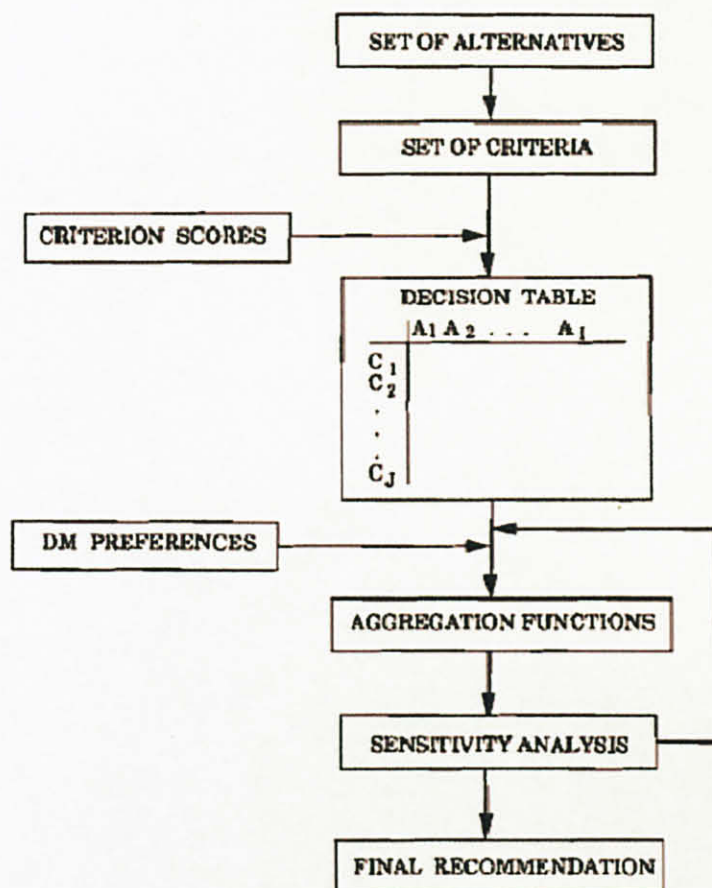 SET OF ALTERNATIVES
SET OF CRITERIA
CRITERION SCORES
DECISION TABLE
A1 A2 . . . AI
C1
C2
.
.
.
CJ
DM PREFERENCES
AGGREGATION FUNCTIONS
SENSITIVITY ANALYSIS
FINAL RECOMMENDATION